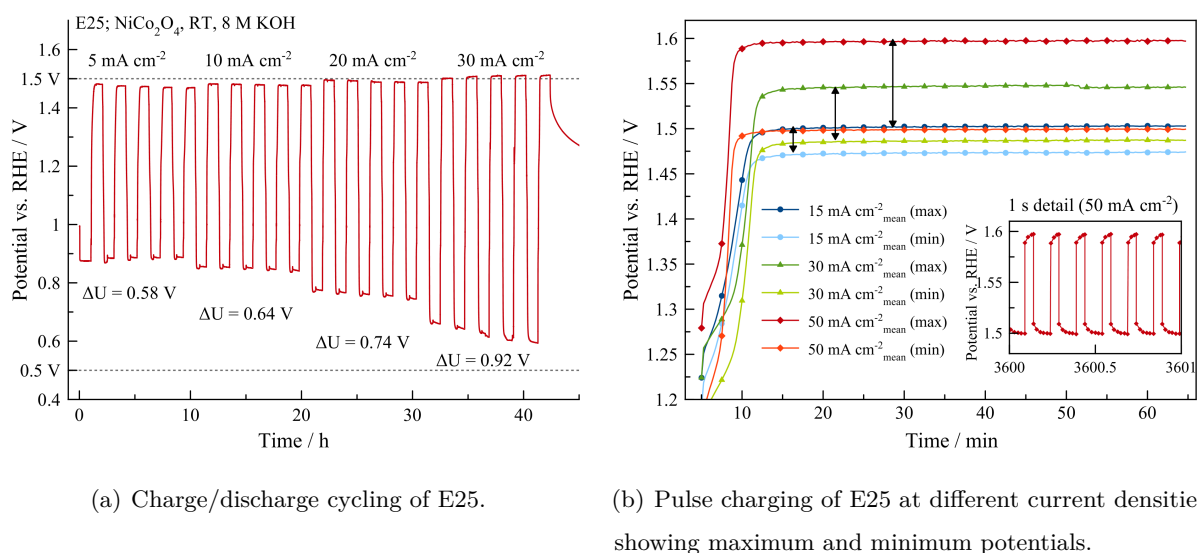 E25; NiCo₂O₄, RT, 8 M KOH
5 mA cm⁻²
10 mA cm⁻²
20 mA cm⁻²
30 mA cm⁻²
1.5 V
0.5 V
ΔU = 0.58 V
ΔU = 0.64 V
ΔU = 0.74 V
ΔU = 0.92 V
Potential vs. RHE / V
1.6
1.4
1.2
1
0.8
0.6
0.4
0
10
20
30
40
Time / h
(a) Charge/discharge cycling of E25.
Potential vs. RHE / V
1.6
1.55
1.5
1.45
1.4
1.35
1.3
1.25
1.2
10
20
30
40
50
60
Time / min
15 mA cm⁻²mean (max)
15 mA cm⁻²mean (min)
30 mA cm⁻²mean (max)
30 mA cm⁻²mean (min)
50 mA cm⁻²mean (max)
50 mA cm⁻²mean (min)
1 s detail (50 mA cm⁻²)
Potential vs. RHE / V
1.6
1.55
1.5
3600
3600.5
3601
(b) Pulse charging of E25 at different current densitie
showing maximum and minimum potentials.